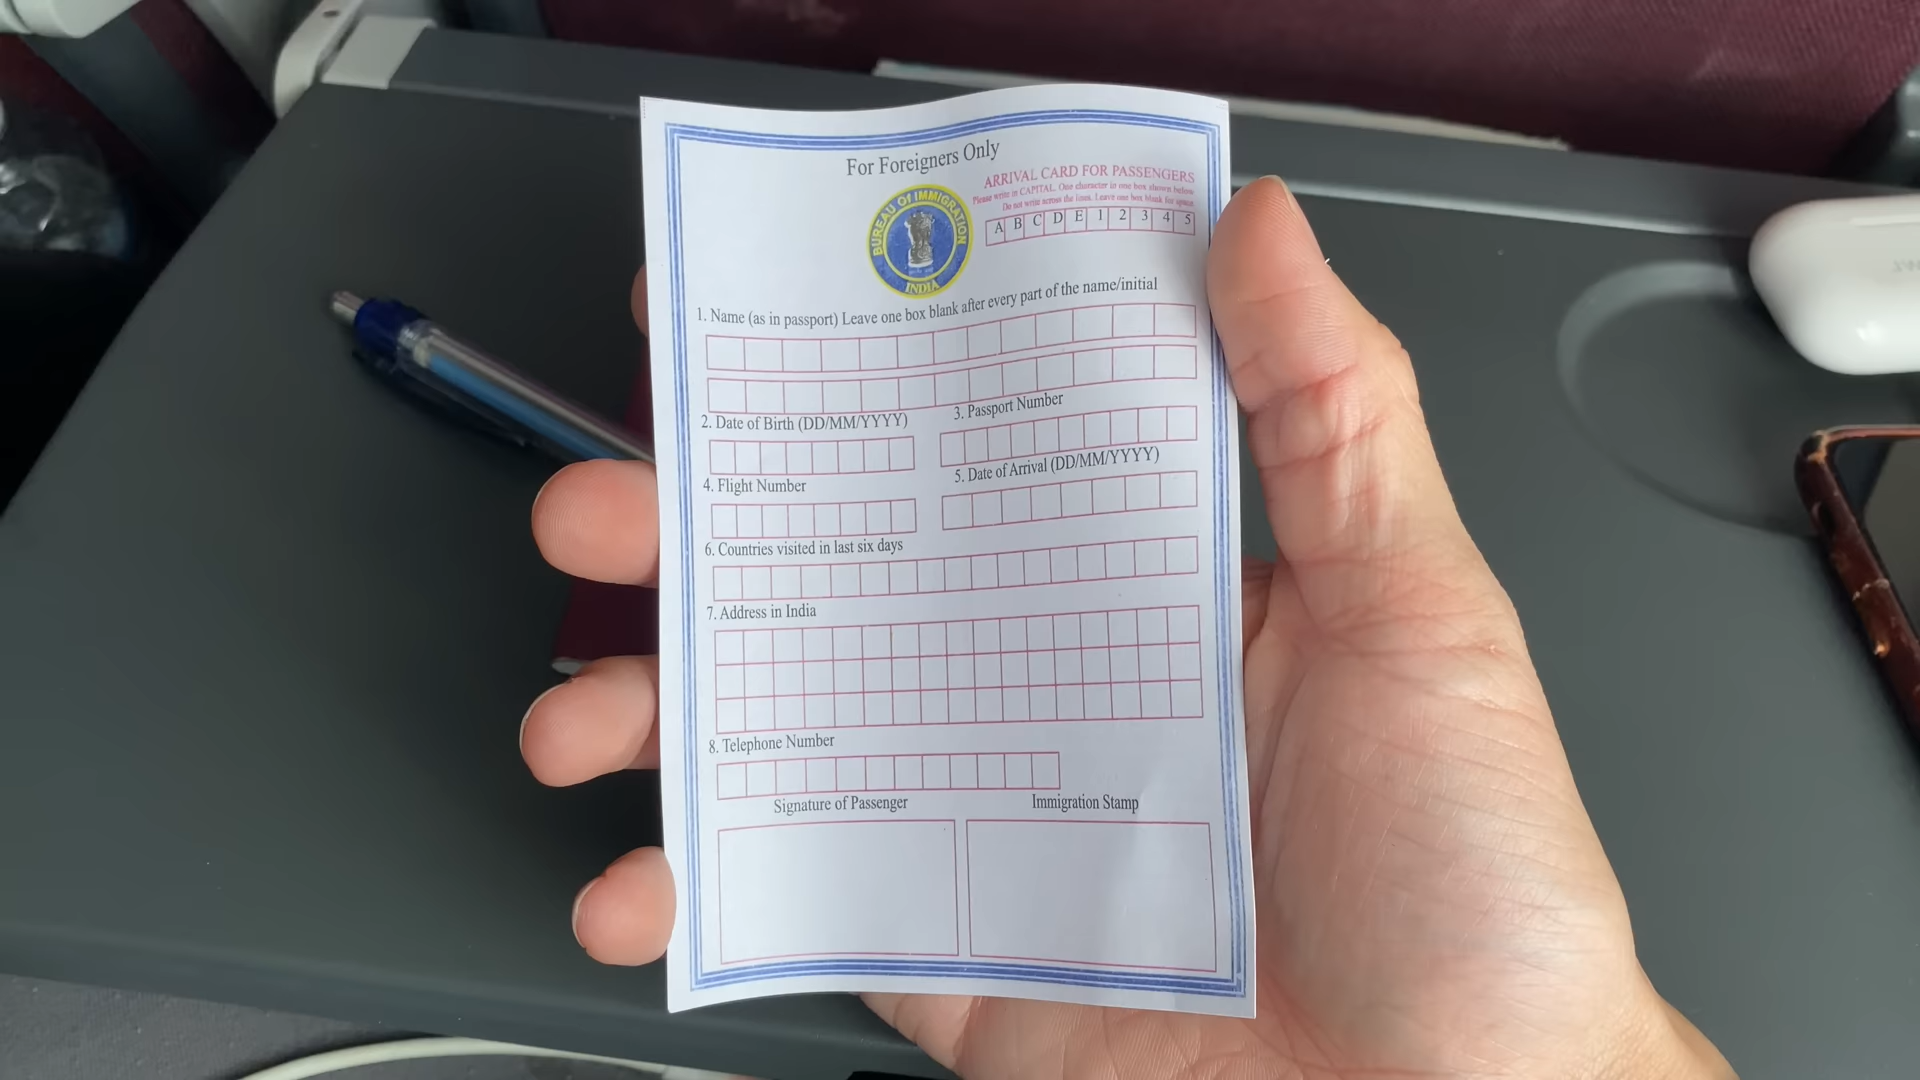 For Foreigners Only
ARRIVAL CARD FOR PASSENGERS
Please write in CAPITAL. One character in one box shown below
Do not write across the lines. Leave one box blank for space.
A B C D E 1 2 3 4 5
BUREAU Of IMMIGRATION
INDIA
1. Name (as in passport) Leave one box blank after every part of the name/initial
2. Date of Birth (DD/MM/YYYY)
3. Passport Number
4. Flight Number
5. Date of Arrival (DD/MM/YYYY)
6. Countries visited in last six days
7. Address in India
8. Telephone Number
Signature of Passenger
Immigration Stamp